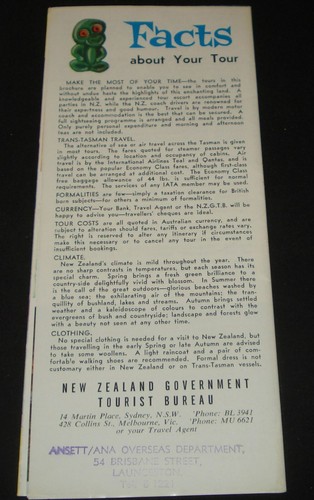 Facts
about Your Tour
MAKE THE MOST OF YOUR TIME—the tours in this
brochure are planned to enable you to see in comfort and
without undue haste the highlights of this enchanting land. A
knowledgeable and experienced tour escort accompanies all
parties in N.Z. while the N.Z. coach drivers are renowned for
their expertness and good humour. Travel is by modern motor
coach and accommodation is the best that can be secured. A
full sightseeing programme is arranged and all meals provided.
Only purely personal expenditure and morning and afternoon
teas are not included.
TRANS-TASMAN TRAVEL.
The alternative of sea or air travel across the Tasman is given
in most tours. The fares quoted for steamer passages vary
slightly according to location and occupancy of cabins. Air
travel is by the international Airlines Teal and Qantas, and is
based on the popular Economy Class fares, although first-class
travel can be arranged at additional cost. The Economy Class
free baggage allowance of 44 lbs. is sufficient for normal
requirements. The services of any IATA member may be used.
FORMALITIES are few—simply a taxation clearance for British
born subjects—for others a minimum of formalities.
CURRENCY—Your Bank, Travel Agent or the N.Z.G.T.B. will be
happy to advise you—travellers' cheques are ideal.
TOUR COSTS are all quoted in Australian currency, and are
subject to alteration should fares, tariffs or exchange rates vary.
The right is reserved to alter any itinerary if circumstances
make this necessary or to cancel any tour in the event of
insufficient bookings.
CLIMATE.
New Zealand's climate is mild throughout the year. There
are no sharp contrasts in temperatures, but each season has its
special charm. Spring brings a fresh green brilliance to a
country-side delightfully vivid with blossom. In Summer there
is the call of the great outdoors—glorious beaches washed by
a blue sea; the exhilarating air of the mountains; the tran-
quillity of bushland, lakes and streams. Autumn brings settled
weather and a kaleidoscope of colours to contrast with the
evergreens of bush and countryside; landscape and forests glow
with a beauty not seen at any other time.
CLOTHING.
No special clothing is needed for a visit to New Zealand, but
those travelling in the early Spring or late Autumn are advised
to take some woollens. A light raincoat and a pair of com-
fortable walking shoes are recommended. Formal dress is not
customary either in New Zealand or on Trans-Tasman vessels.
NEW ZEALAND GOVERNMENT
TOURIST BUREAU
14 Martin Place, Sydney, N.S.W. 'Phone: BL 3941
428 Collins St., Melbourne, Vic. 'Phone: MU 6621
or your Travel Agent
ANSETT/ANA OVERSEAS DEPARTMENT,
54 BRISBANE STREET,
LAUNCESTON.